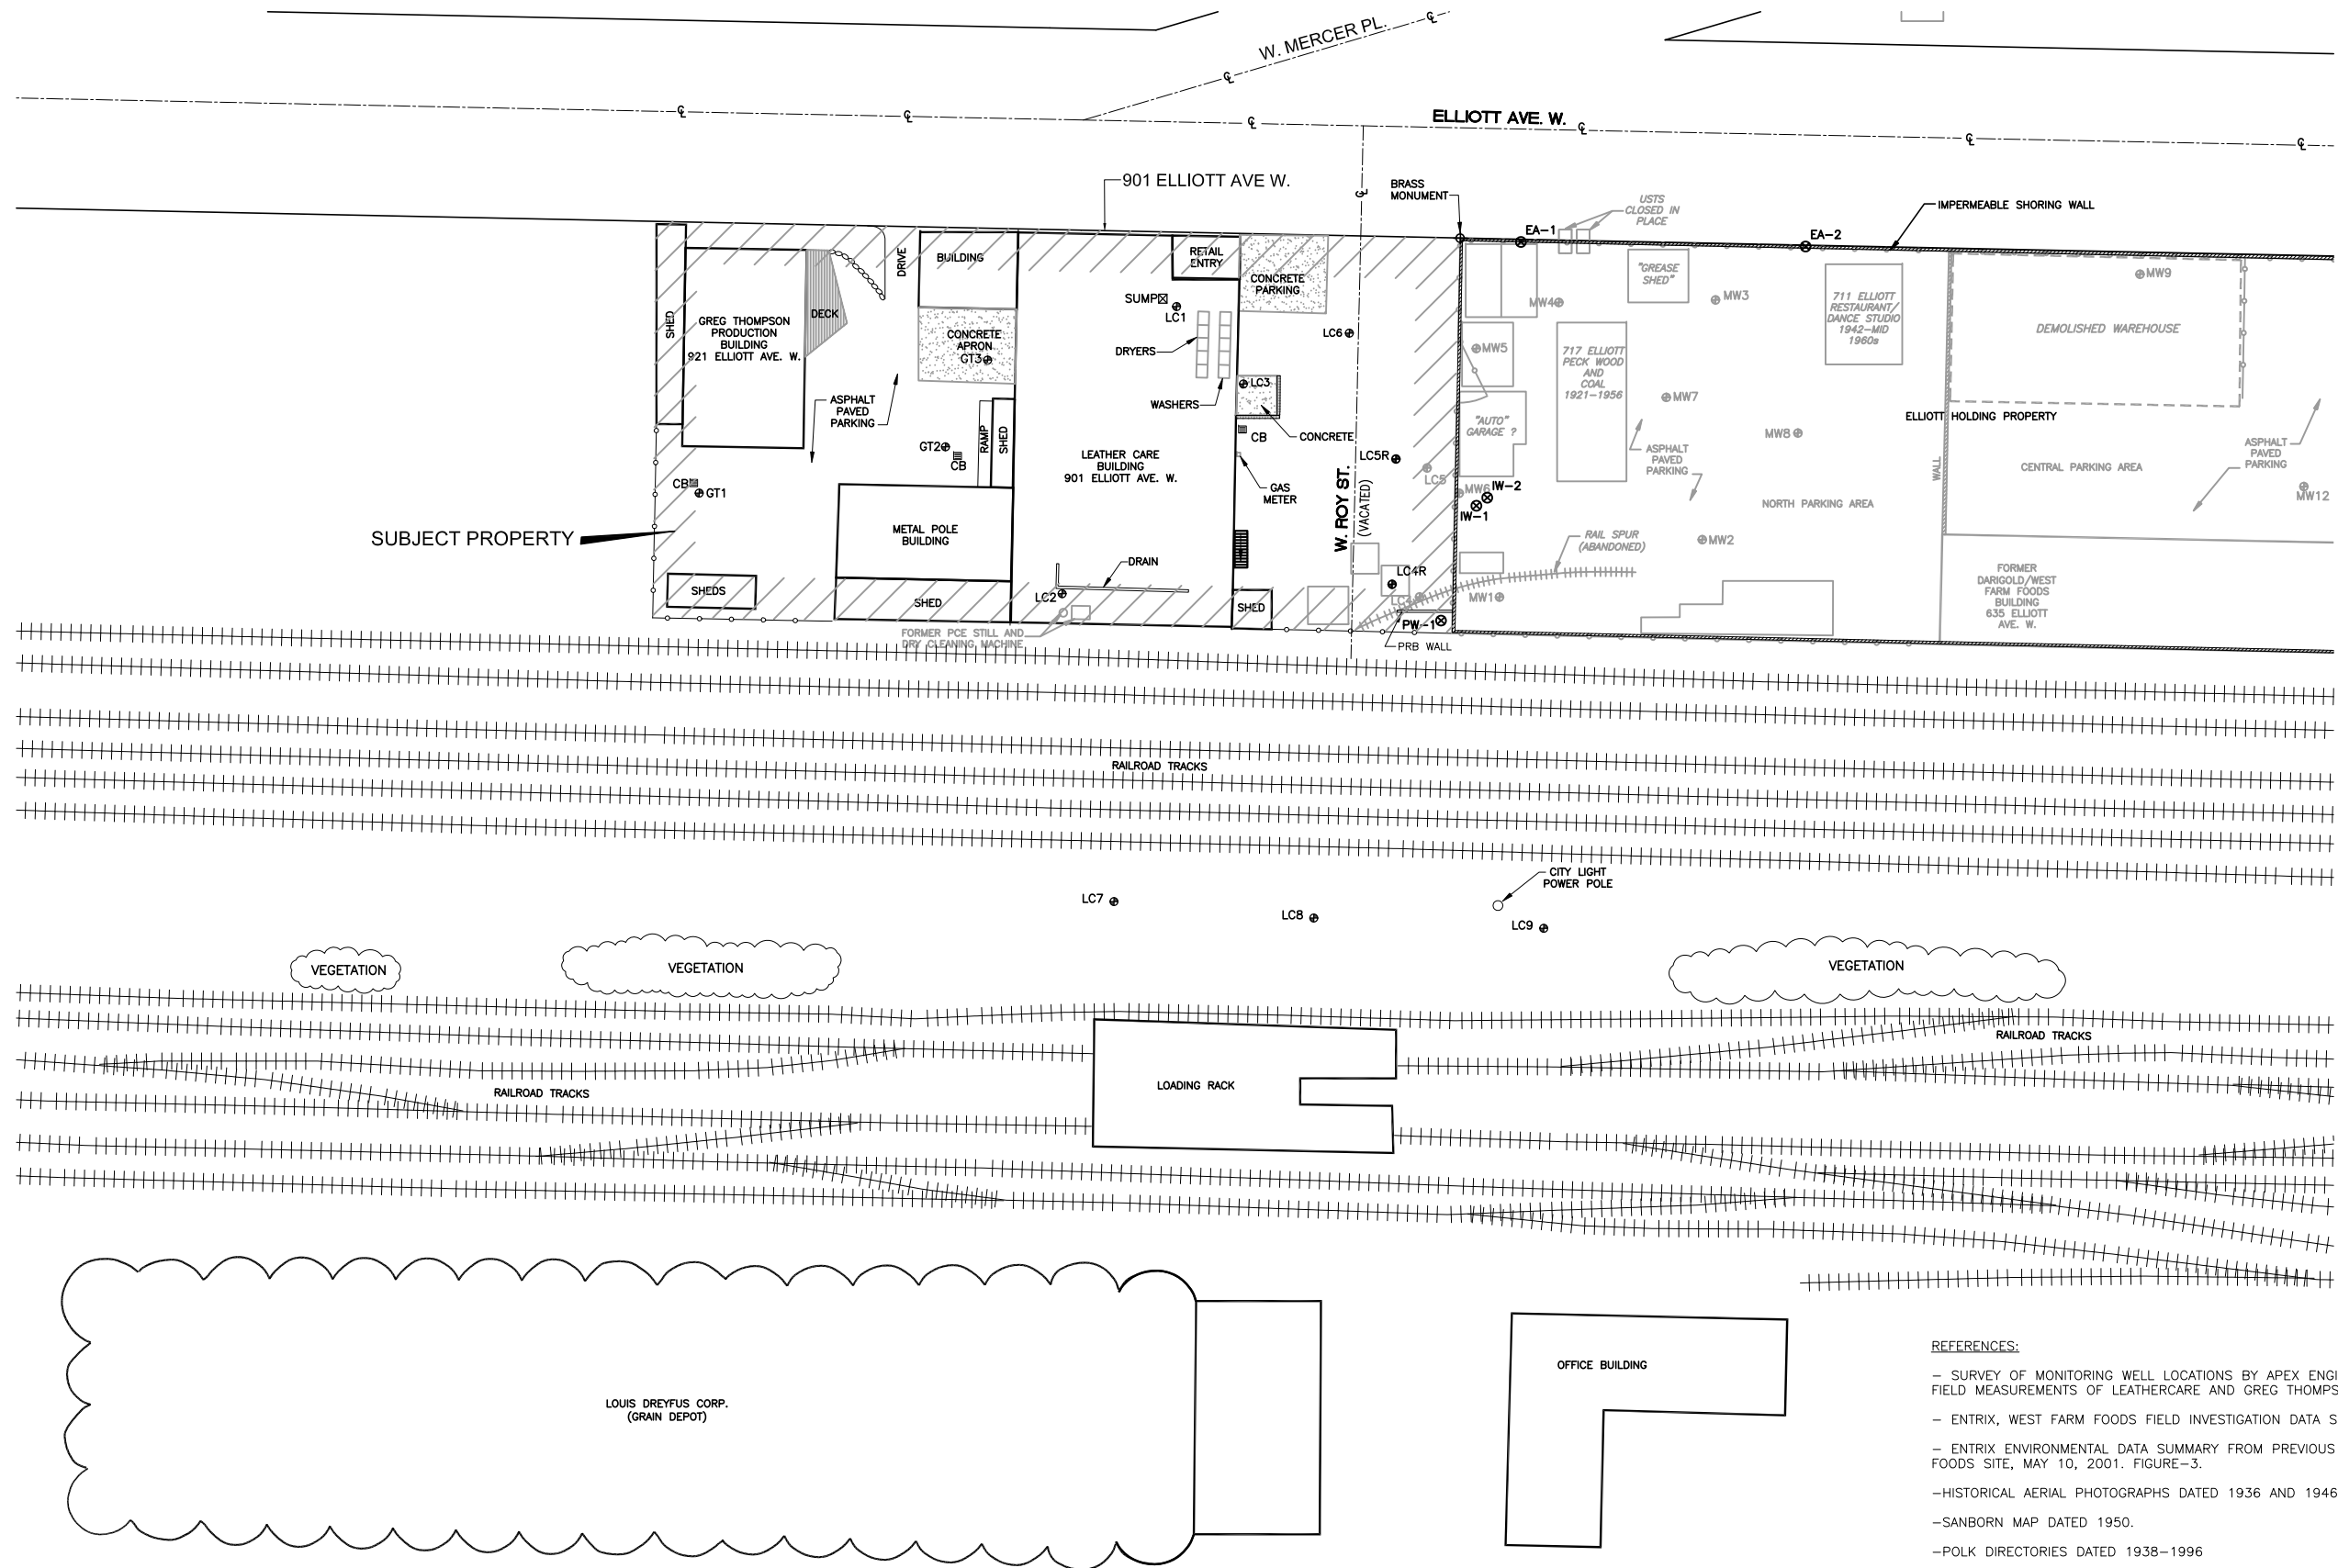 W. MERCER PL.
ELLIOTT AVE. W.
901 ELLIOTT AVE W.
BRASS
MONUMENT
USTS
CLOSED IN
PLACE
IMPERMEABLE SHORING WALL
EA-1
EA-2
SHED
GREG THOMPSON
PRODUCTION
BUILDING
921 ELLIOTT AVE. W.
DECK
DRIVE
BUILDING
CONCRETE
APRON
GT3
RETAIL
ENTRY
SUMP
LC1
DRYERS
WASHERS
CONCRETE
PARKING
LC6
LC3
CONCRETE
CB
GAS
METER
ASPHALT
PAVED
PARKING
GT2
CB
RAMP
SHED
LEATHER CARE
BUILDING
901 ELLIOTT AVE. W.
CB
GT1
SUBJECT PROPERTY
METAL POLE
BUILDING
SHEDS
SHED
LC2
DRAIN
SHED
FORMER PCE STILL AND
DRY CLEANING MACHINE
W. ROY ST.
(VACATED)
LC5R
LC5
LC4R
PW-1
PRB WALL
MW4
"GREASE
SHED"
MW3
MW5
717 ELLIOTT
PECK WOOD
AND
COAL
1921-1956
711 ELLIOTT
RESTAURANT/
DANCE STUDIO
1942-MID
1960s
MW9
DEMOLISHED WAREHOUSE
"AUTO"
GARAGE ?
MW7
MW8
ELLIOTT HOLDING PROPERTY
ASPHALT
PAVED
PARKING
MW6
IW-2
IW-1
NORTH PARKING AREA
WALL
CENTRAL PARKING AREA
ASPHALT
PAVED
PARKING
MW12
RAIL SPUR
(ABANDONED)
MW2
MW1
FORMER
DARIGOLD/WEST
FARM FOODS
BUILDING
635 ELLIOTT
AVE. W.
RAILROAD TRACKS
LC7
LC8
CITY LIGHT
POWER POLE
LC9
VEGETATION
VEGETATION
VEGETATION
RAILROAD TRACKS
RAILROAD TRACKS
LOADING RACK
LOUIS DREYFUS CORP.
(GRAIN DEPOT)
OFFICE BUILDING
REFERENCES:
- SURVEY OF MONITORING WELL LOCATIONS BY APEX ENGI
FIELD MEASUREMENTS OF LEATHERCARE AND GREG THOMPS
- ENTRIX, WEST FARM FOODS FIELD INVESTIGATION DATA S
- ENTRIX ENVIRONMENTAL DATA SUMMARY FROM PREVIOUS
FOODS SITE, MAY 10, 2001. FIGURE-3.
-HISTORICAL AERIAL PHOTOGRAPHS DATED 1936 AND 1946
-SANBORN MAP DATED 1950.
-POLK DIRECTORIES DATED 1938-1996